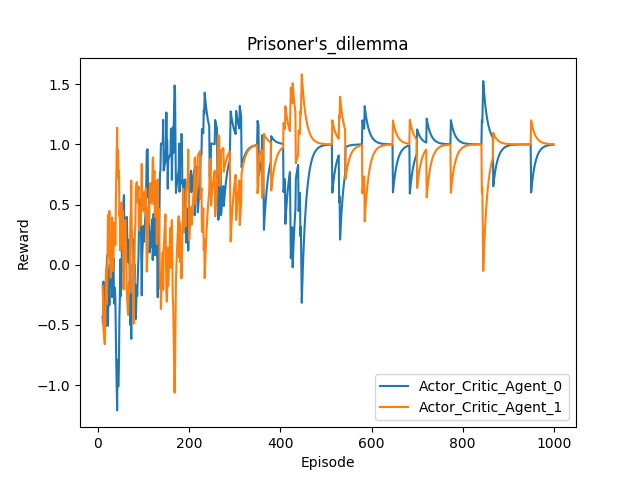 Prisoner's_dilemma
Reward
1.5
1.0
0.5
0.0
−0.5
−1.0
Actor_Critic_Agent_0
Actor_Critic_Agent_1
0 200 400 600 800 1000
Episode